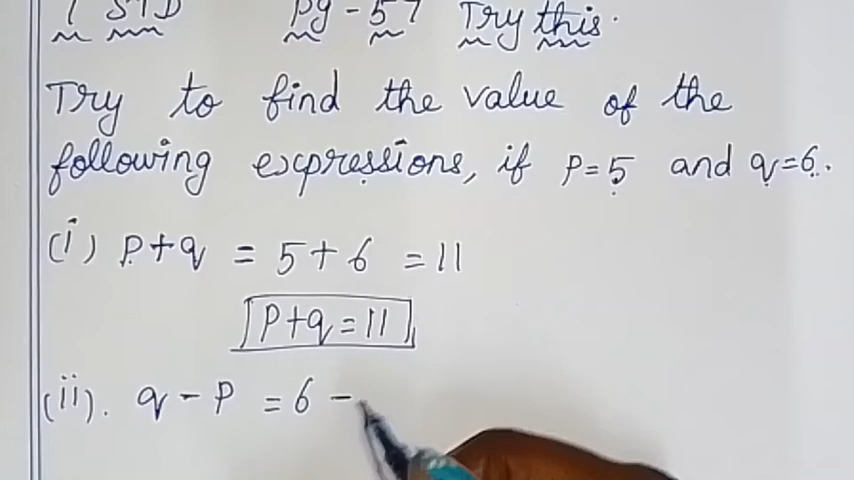 STD pg - 57 Try this.
Try to find the value of the
following expressions, if p=5 and q=6.
(i) p+q = 5+6 =11
p+q=11
(ii). q - p = 6 -